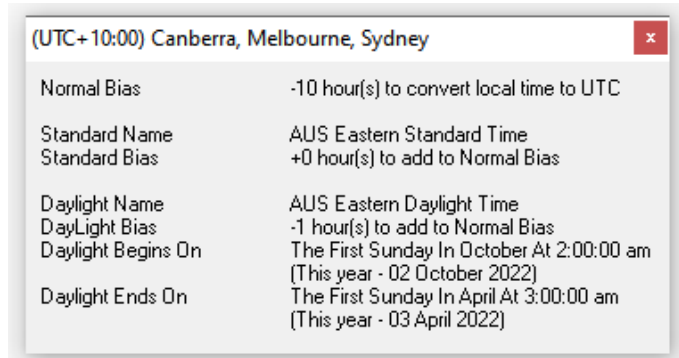 (UTC+10:00) Canberra, Melbourne, Sydney
x
Normal Bias -10 hour(s) to convert local time to UTC
Standard Name AUS Eastern Standard Time
Standard Bias +0 hour(s) to add to Normal Bias
Daylight Name AUS Eastern Daylight Time
DayLight Bias -1 hour(s) to add to Normal Bias
Daylight Begins On The First Sunday In October At 2:00:00 am
(This year - 02 October 2022)
Daylight Ends On The First Sunday In April At 3:00:00 am
(This year - 03 April 2022)